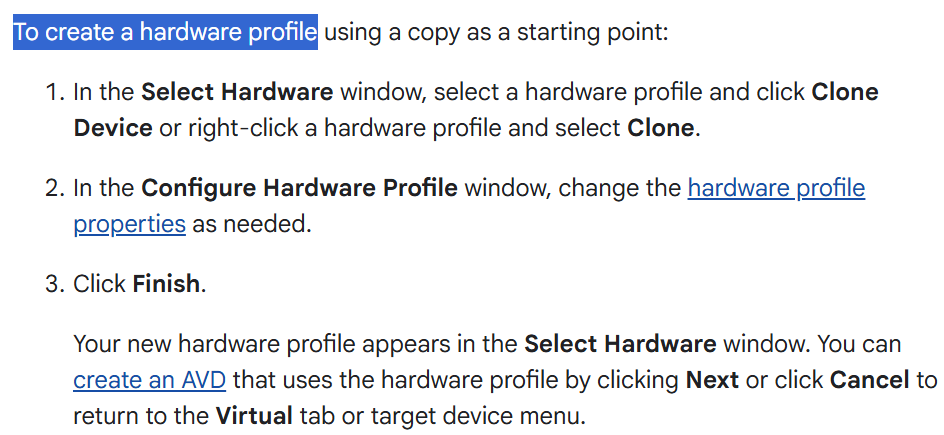 To create a hardware profile using a copy as a starting point:
1. In the Select Hardware window, select a hardware profile and click Clone
Device or right-click a hardware profile and select Clone.
2. In the Configure Hardware Profile window, change the hardware profile
properties as needed.
3. Click Finish.
Your new hardware profile appears in the Select Hardware window. You can
create an AVD that uses the hardware profile by clicking Next or click Cancel to
return to the Virtual tab or target device menu.